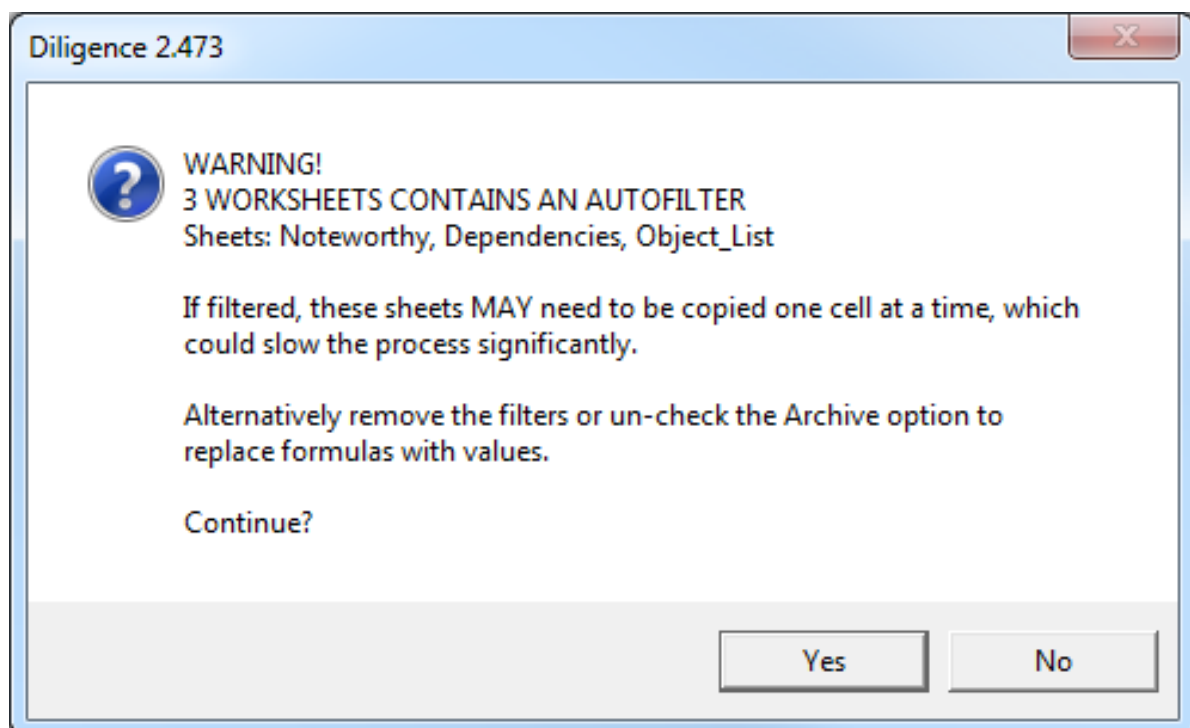 Diligence 2.473
WARNING!
3 WORKSHEETS CONTAINS AN AUTOFILTER
Sheets: Noteworthy, Dependencies, Object_List
If filtered, these sheets MAY need to be copied one cell at a time, which
could slow the process significantly.
Alternatively remove the filters or un-check the Archive option to
replace formulas with values.
Continue?
Yes
No